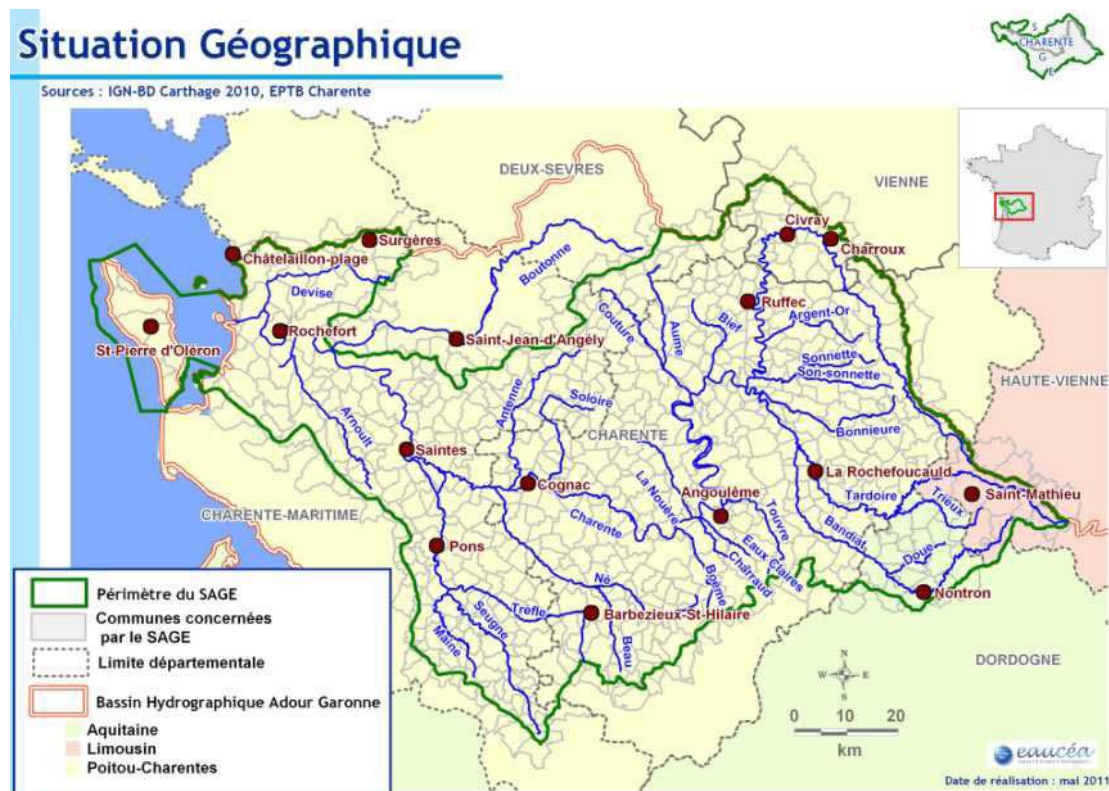 Situation Géographique
Sources : IGN-BD Carthage 2010, EPTB Charente
S
CHARENTE
G
E
DEUX-SEVRES
VIENNE
Civray
Charroux
Surgères
Châtelaillon-plage
Boutonne
Devise
Ruffec
Couture
Aume
Bief
Argent-Or
Rochefort
Saint-Jean-d'Angély
St-Pierre d'Oléron
Sonnette
Son-sonnette
HAUTE-VIENNE
Antenne
Soloire
Arnoult
CHARENTE
Bonnieure
Saintes
La Rochefoucauld
Cognac
La Nouère
Angoulême
Tardoire
Trieux
Saint-Mathieu
CHARENTE-MARITIME
Charente
Touvre
Bandiat
Pons
Eaux Claires
Charraud
Boeme
Doue
Né
Nontron
Trèfle
Seugne
Maine
Barbezieux-St-Hilaire
Beau
DORDOGNE
N
W
E
S
0 10 20
km
Périmètre du SAGE
Communes concernées
par le SAGE
Limite départementale
Bassin Hydrographique Adour Garonne
Aquitaine
Limousin
Poitou-Charentes
eaucéa
Date de réalisation : mai 2011